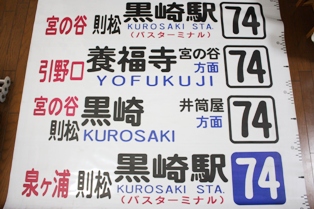 宮の谷 則松 黒崎駅 74
KUROSAKI STA.
(バスターミナル)
引野口 養福寺 宮の谷 方面 74
YOFUKUJI
宮の谷 則松 黒崎 井筒屋 方面 74
KUROSAKI
泉ヶ浦 則松 黒崎駅 74
KUROSAKI STA.
(バスターミナル)